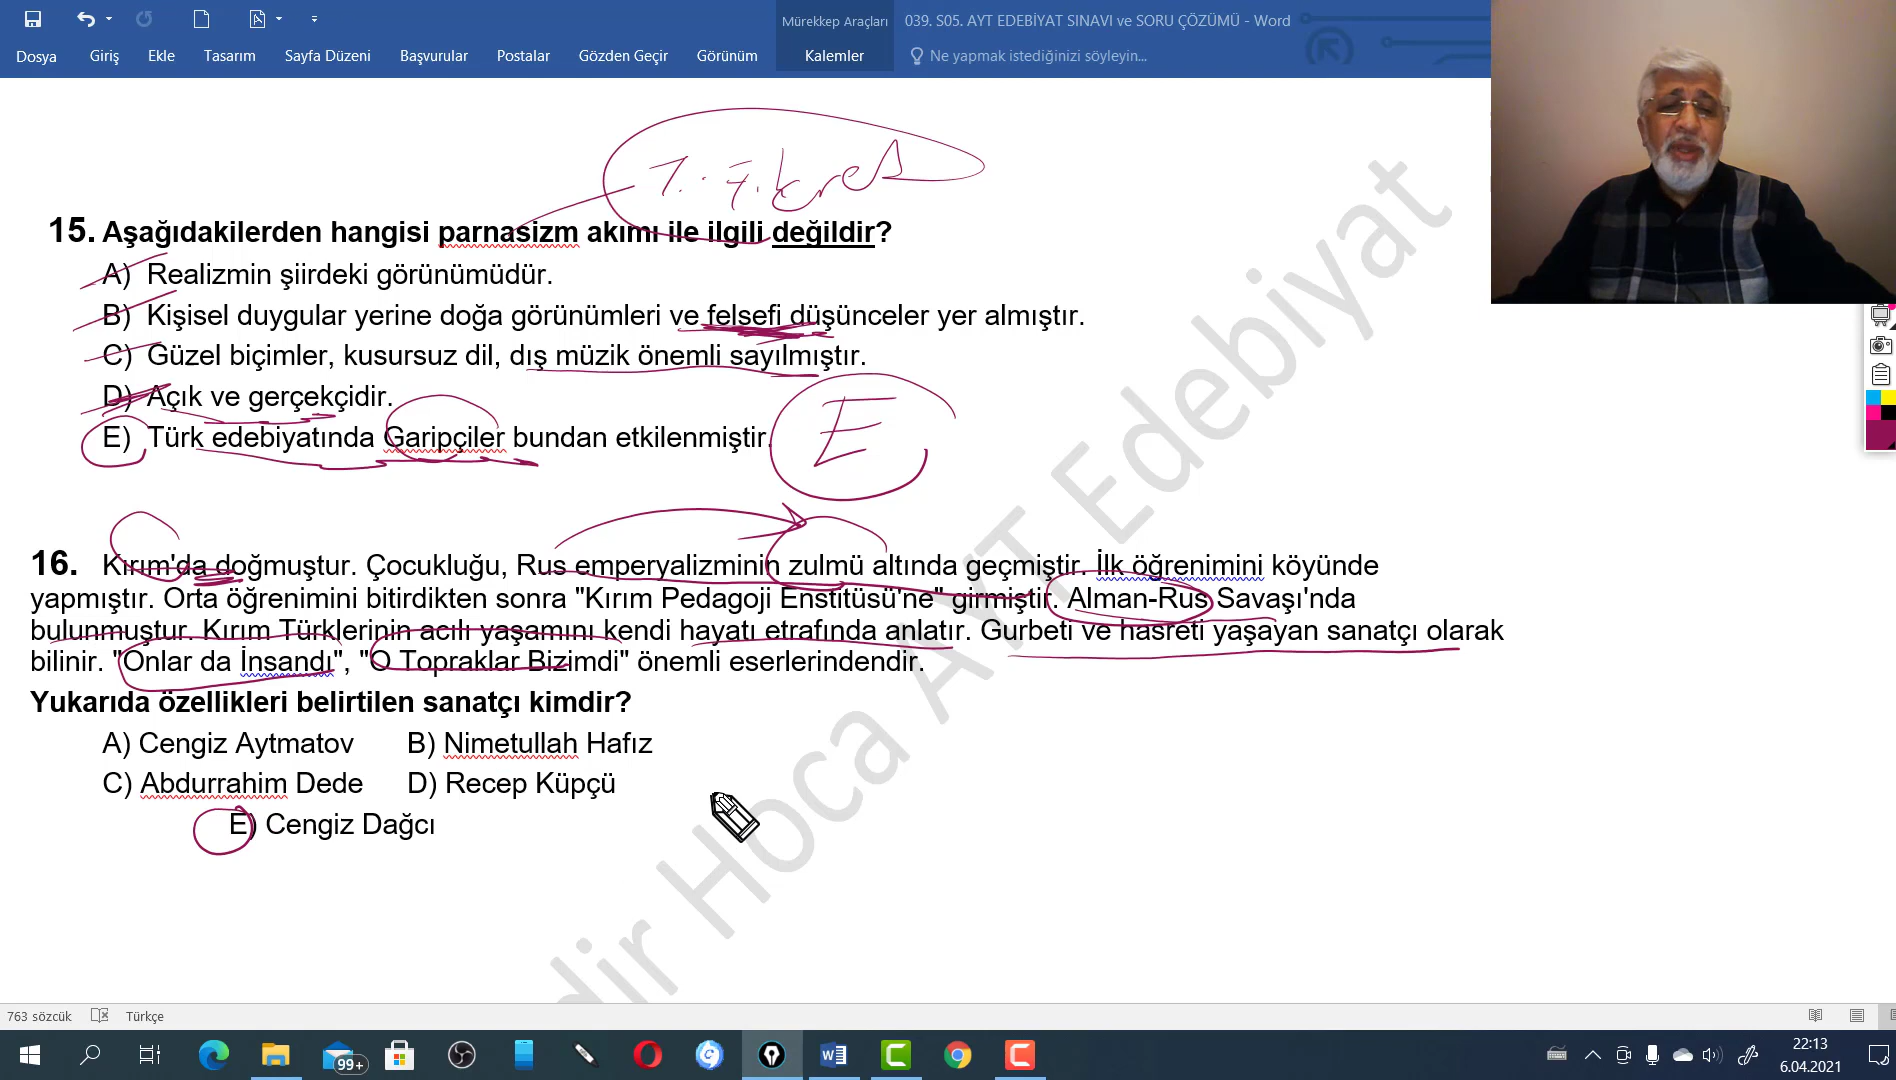 Mürekkep Araçları
039. S05. AYT EDEBİYAT SINAVI ve SORU ÇÖZÜMÜ - Word
Dosya Giriş Ekle Tasarım Sayfa Düzeni Başvurular Postalar Gözden Geçir Görünüm Kalemler Ne yapmak istediğinizi söyleyin...
T. Fikret
15. Aşağıdakilerden hangisi parnasizm akımı ile ilgili değildir?
A) Realizmin şiirdeki görünümüdür.
B) Kişisel duygular yerine doğa görünümleri ve felsefi düşünceler yer almıştır.
C) Güzel biçimler, kusursuz dil, dış müzik önemli sayılmıştır.
D) Açık ve gerçekçidir.
E) Türk edebiyatında Garipçiler bundan etkilenmiştir.
E
16. Kırım'da doğmuştur. Çocukluğu, Rus emperyalizminin zulmü altında geçmiştir. İlk öğrenimini köyünde
yapmıştır. Orta öğrenimini bitirdikten sonra "Kırım Pedagoji Enstitüsü'ne" girmiştir. Alman-Rus Savaşı'nda
bulunmuştur. Kırım Türklerinin acılı yaşamını kendi hayatı etrafında anlatır. Gurbeti ve hasreti yaşayan sanatçı olarak
bilinir. "Onlar da İnsandı", "O Topraklar Bizimdi" önemli eserlerindendir.
Yukarıda özellikleri belirtilen sanatçı kimdir?
A) Cengiz Aytmatov B) Nimetullah Hafız
C) Abdurrahim Dede D) Recep Küpçü
E) Cengiz Dağcı
dir Hoca AYT Edebiyat
763 sözcük Türkçe
99+
22:13
6.04.2021